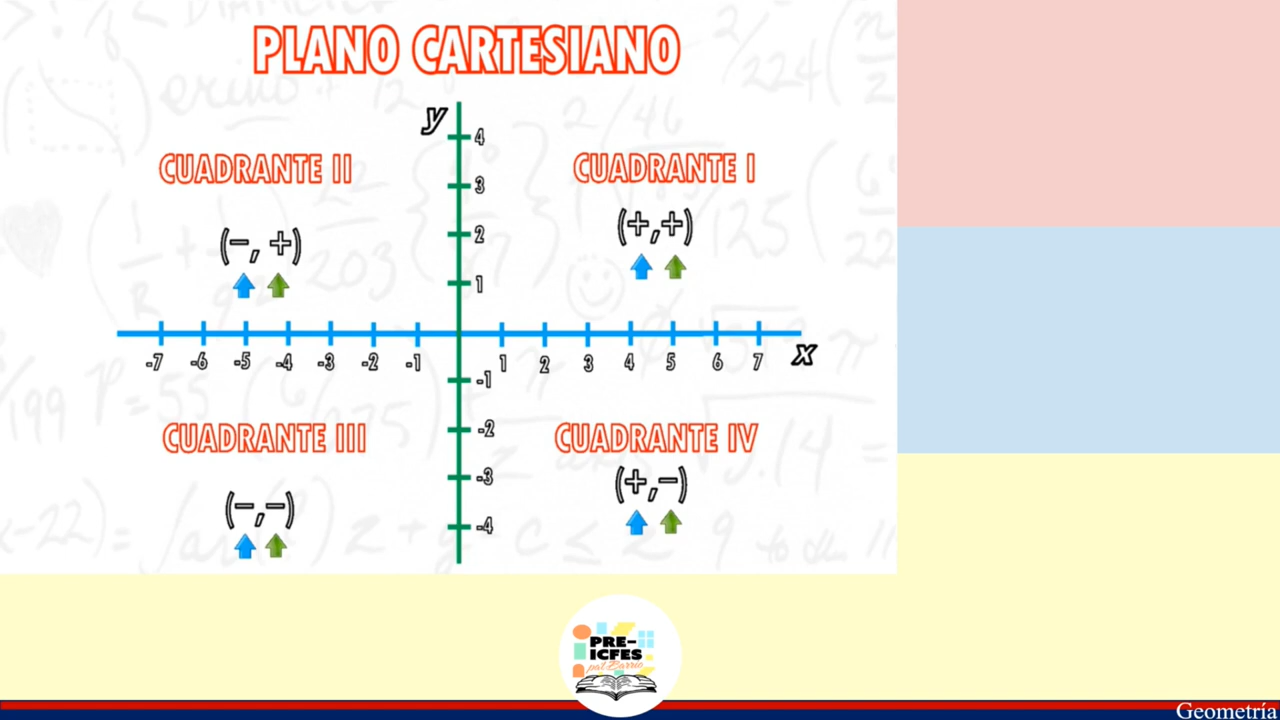 PLANO CARTESIANO
y
4
CUADRANTE II
CUADRANTE I
3
(-, +)
(+,+)
2
1
-7 -6 -5 -4 -3 -2 -1 1 2 3 4 5 6 7 x
-1
CUADRANTE III
-2
CUADRANTE IV
(-,-)
(+,-)
-3
-4
PRE-
ICFES
pal Barrio
Geometría